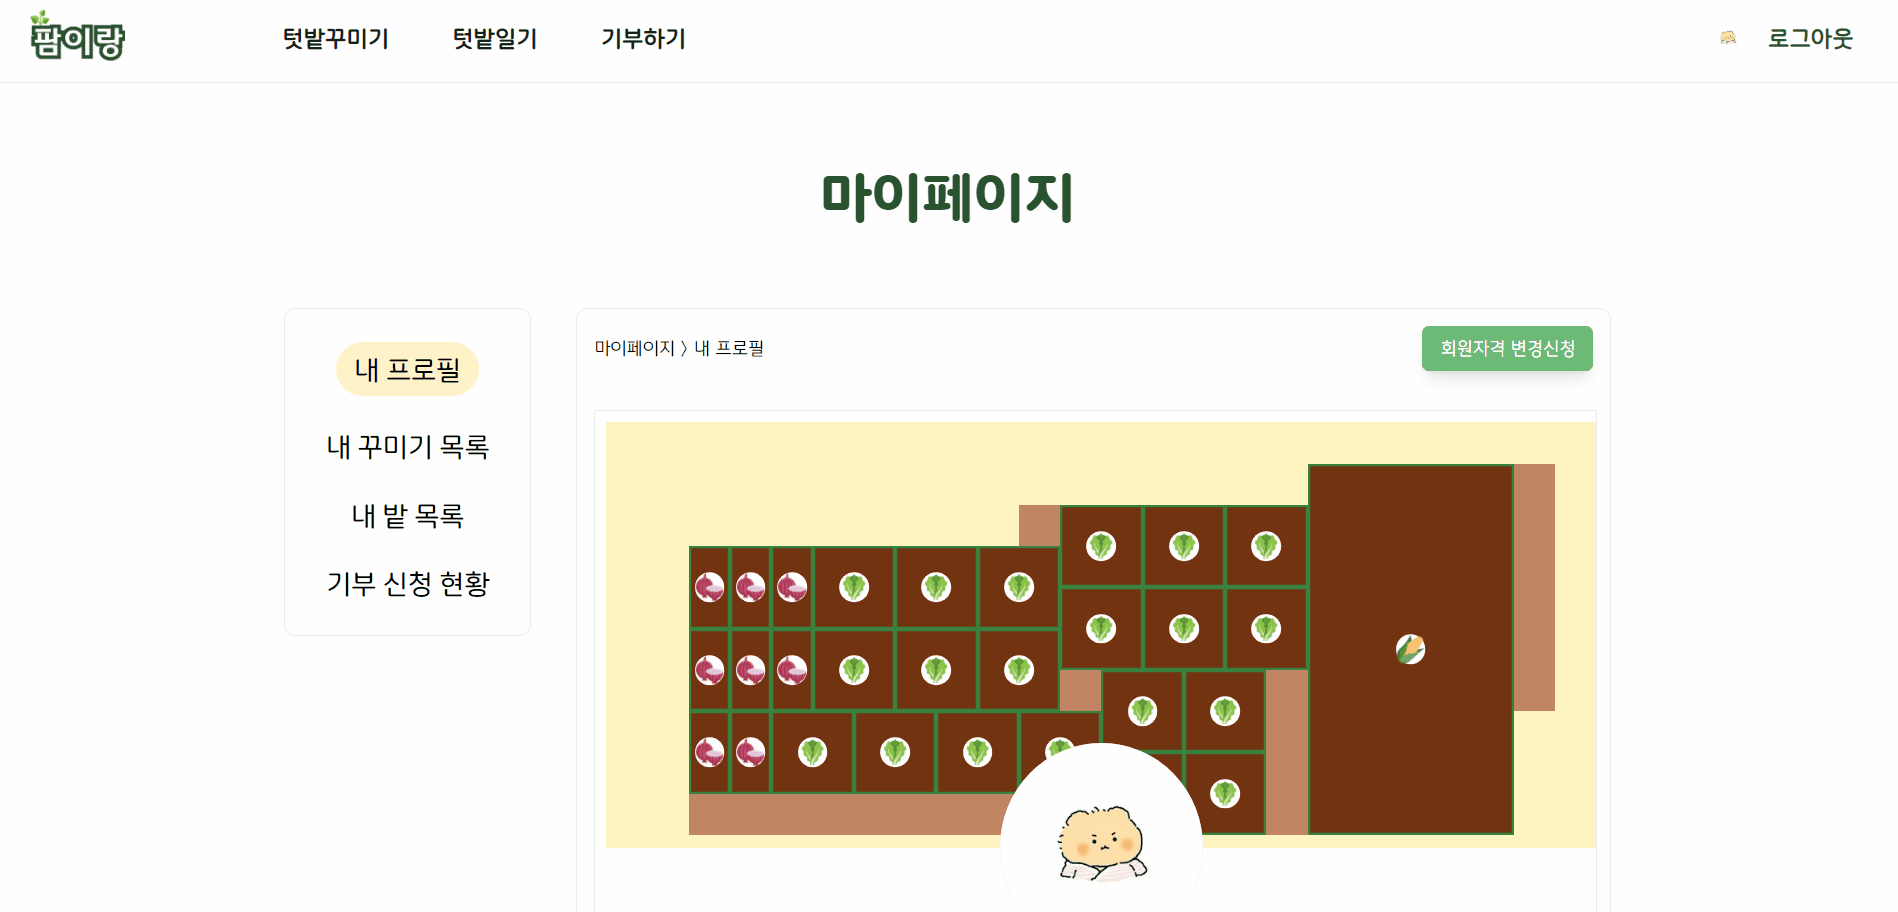 팜이랑
텃밭꾸미기
텃밭일기
기부하기
로그아웃
마이페이지
내 프로필
내 꾸미기 목록
내 밭 목록
기부 신청 현황
마이페이지 〉 내 프로필
회원자격 변경신청